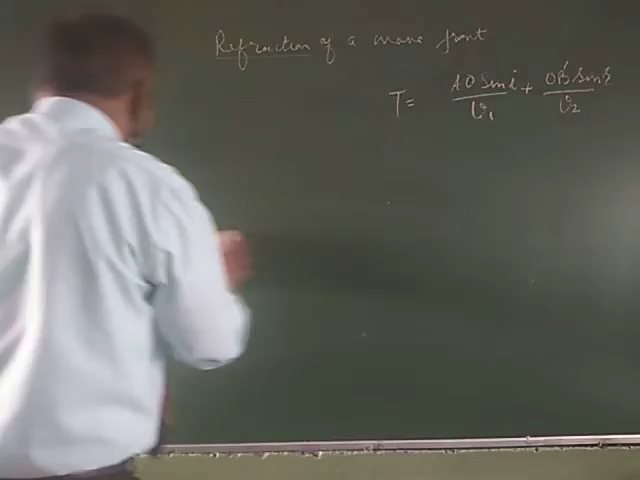 Refraction of a wave front
T = AO Sin i / v₁ + OB' Sin r / v₂